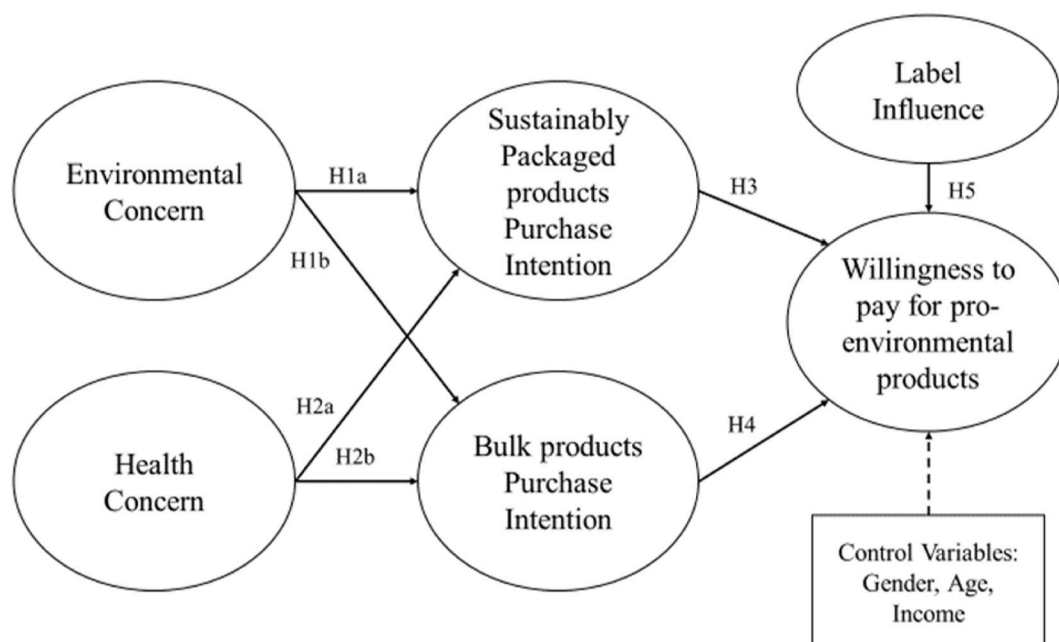 Environmental
Concern
H1a
H1b
Sustainably
Packaged
products
Purchase
Intention
H3
Label
Influence
H5
Willingness to
pay for pro-
environmental
products
Health
Concern
H2a
H2b
Bulk products
Purchase
Intention
H4
Control Variables:
Gender, Age,
Income